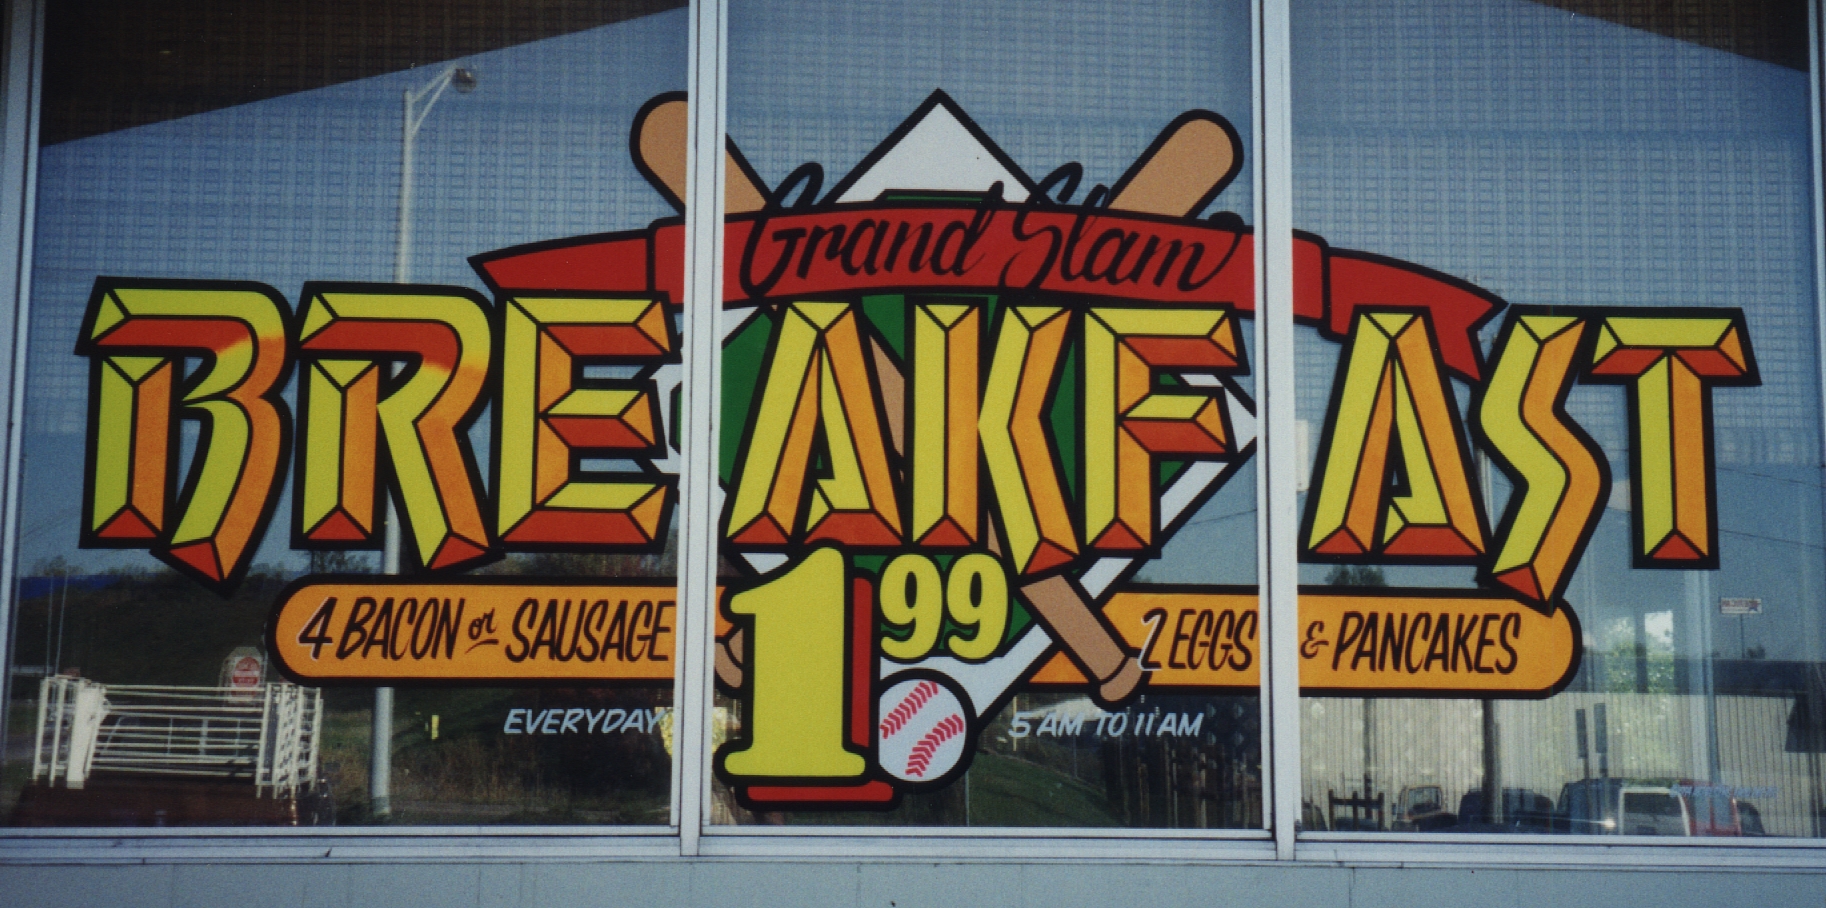 Grand Slam
BREAKFAST
1 99
4 BACON or SAUSAGE
2 EGGS & PANCAKES
EVERYDAY
5 AM TO 11 AM